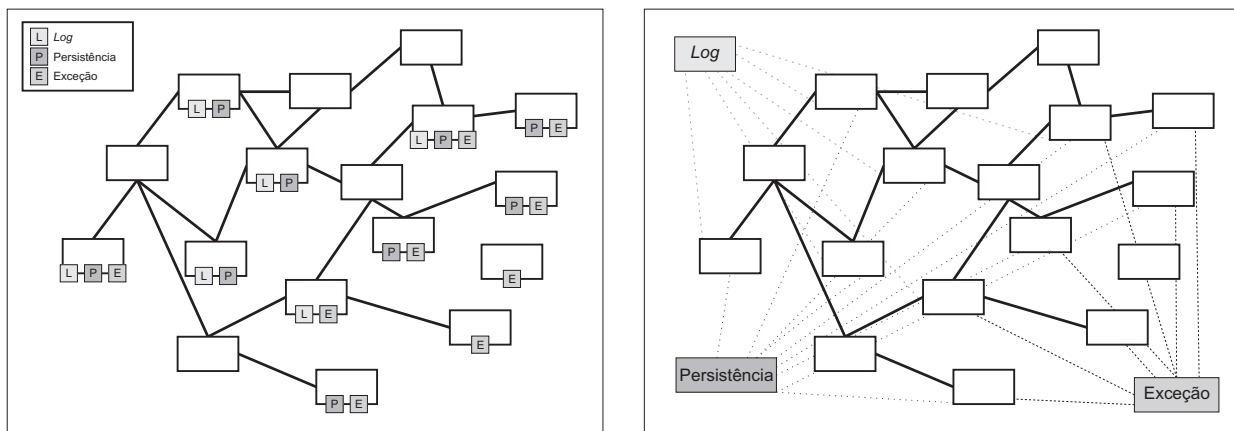 L Log
P Persistência
E Exceção
L P
L P E
P E
L P
P E
L P E
L P
P E
E
L E
E
P E
Log
Persistência
Exceção